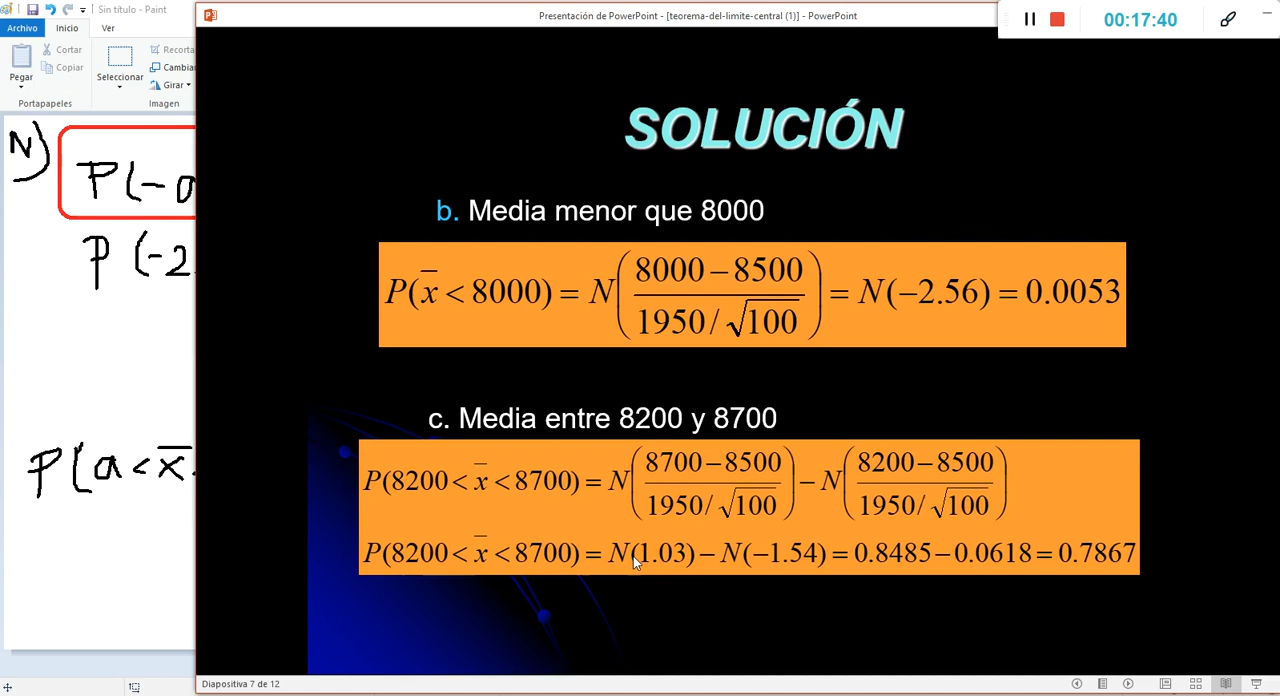 Sin título - Paint
Presentación de PowerPoint - [teorema-del-limite-central (1)] - PowerPoint
00:17:40
Archivo Inicio Ver
Pegar
Cortar
Copiar
Portapapeles
Seleccionar
Recorta
Cambia
Girar
Imagen
N)
P(-a
P(-2.
P(a<x̄
SOLUCIÓN
b. Media menor que 8000
P(x̄ < 8000) = N((8000 – 8500)/(1950/√100)) = N(−2.56) = 0.0053
c. Media entre 8200 y 8700
P(8200 < x̄ < 8700) = N((8700 – 8500)/(1950/√100)) − N((8200 – 8500)/(1950/√100))
P(8200 < x̄ < 8700) = N(1.03) − N(−1.54) = 0.8485 − 0.0618 = 0.7867
Diapositiva 7 de 12